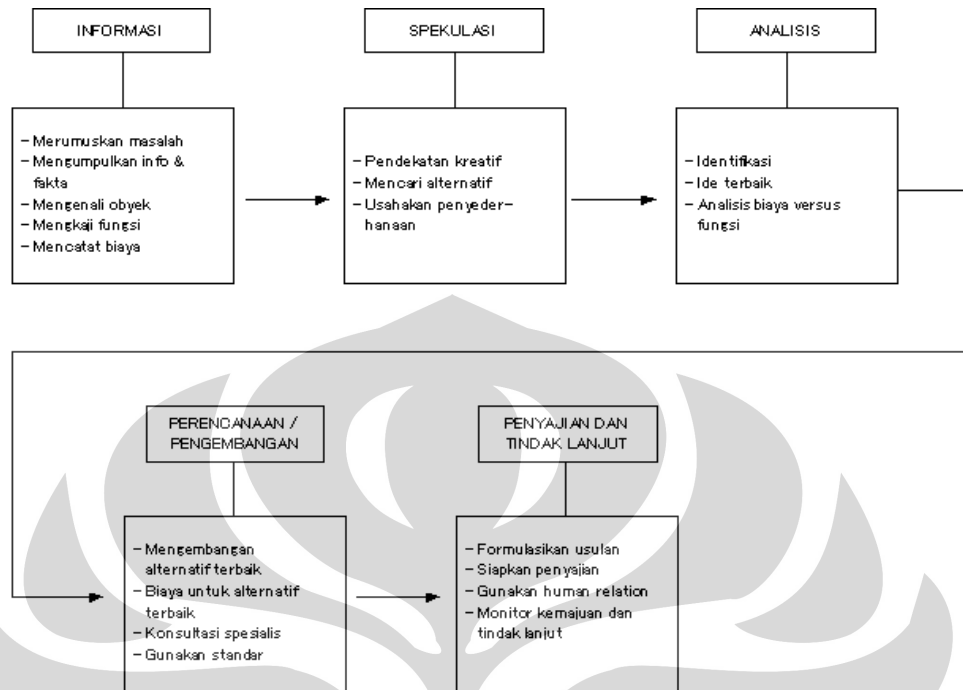 INFORMASI
– Merumuskan masalah
– Mengumpulkan info &
fakta
– Mengenali obyek
– Mengkaji fungsi
– Mencatat biaya
SPEKULASI
– Pendekatan kreatif
– Mencari alternatif
– Usahakan penyeder–
hanaan
ANALISIS
– Identifikasi
– Ide terbaik
– Analisis biaya versus
fungsi
PERENCANAAN /
PENGEMBANGAN
– Mengembangan
alternatif terbaik
– Biaya untuk alternatif
terbaik
– Konsultasi spesialis
– Gunakan standar
PENYAJIAN DAN
TINDAK LANJUT
– Formulasikan usulan
– Siapkan penyajian
– Gunakan human relation
– Monitor kemajuan dan
tindak lanjut